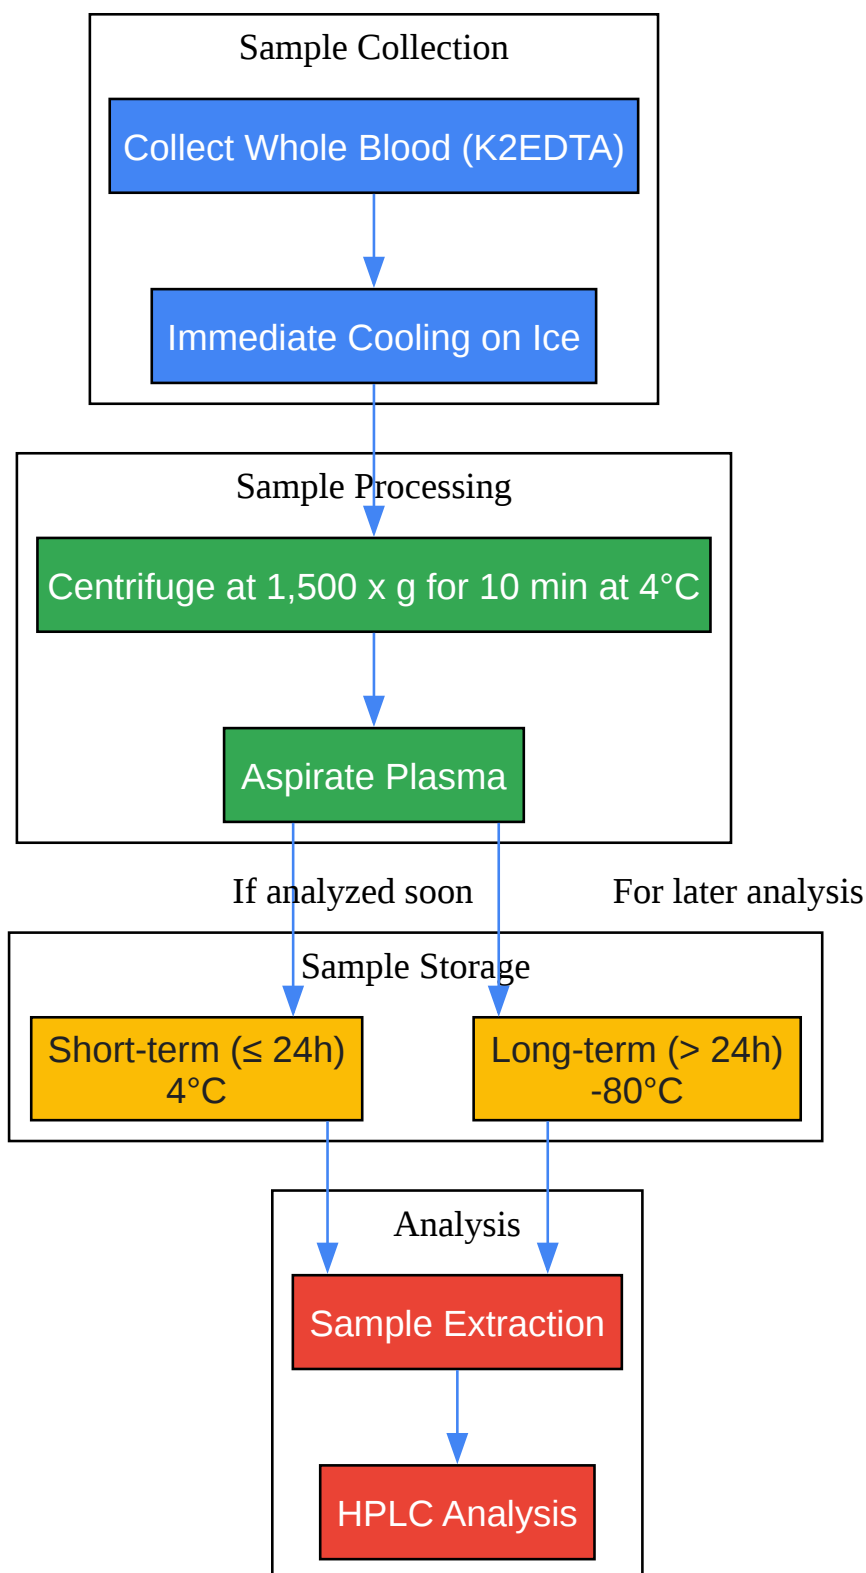 Sample Collection
Collect Whole Blood (K2EDTA)
Immediate Cooling on Ice
Sample Processing
Centrifuge at 1,500 x g for 10 min at 4°C
Aspirate Plasma
If analyzed soon
For later analysis
Sample Storage
Short-term (≤ 24h)
4°C
Long-term (> 24h)
-80°C
Analysis
Sample Extraction
HPLC Analysis